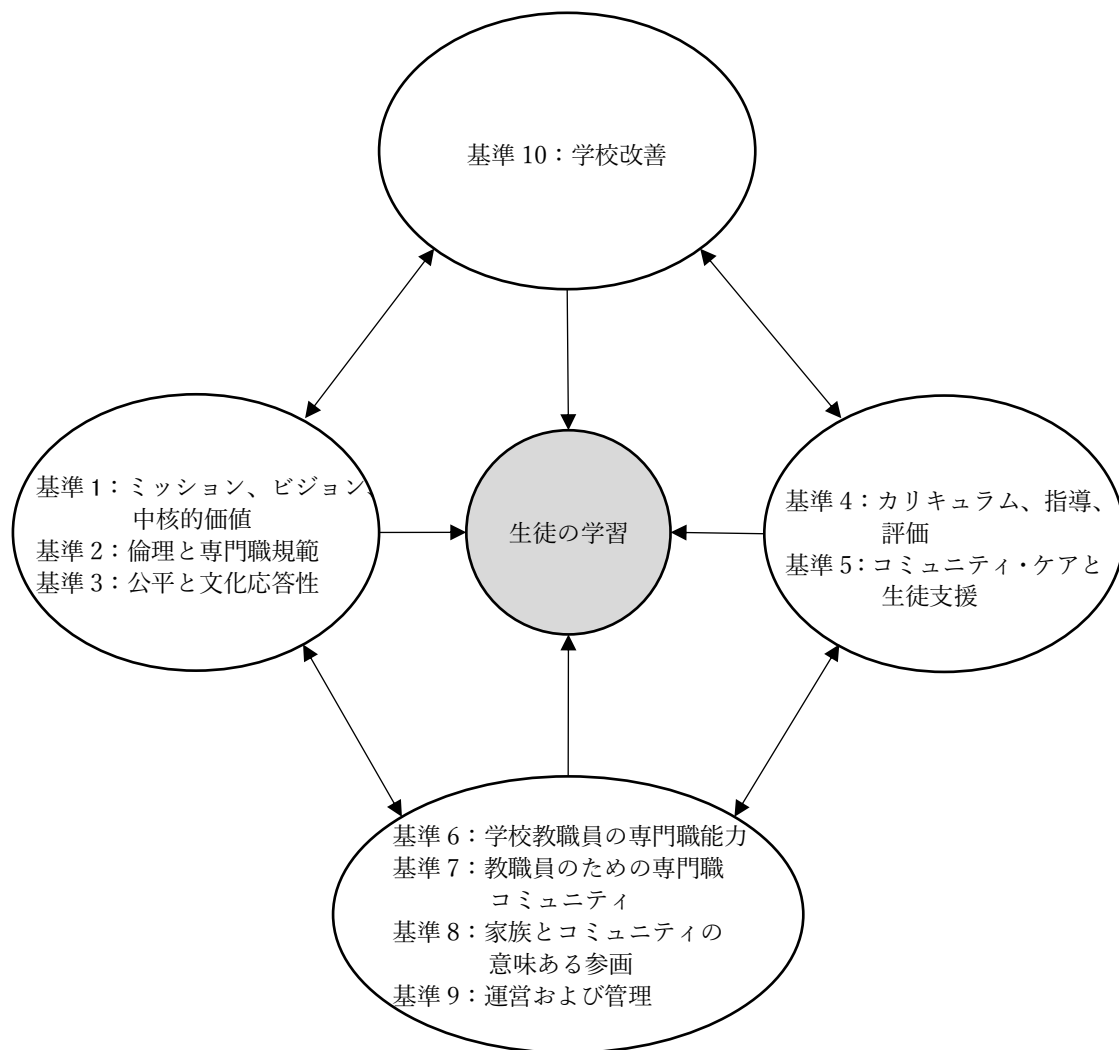 基準 10：学校改善
基準 1：ミッション、ビジョン、
中核的価値
基準 2：倫理と専門職規範
基準 3：公平と文化応答性
生徒の学習
基準 4：カリキュラム、指導、
評価
基準 5：コミュニティ・ケアと
生徒支援
基準 6：学校教職員の専門職能力
基準 7：教職員のための専門職
コミュニティ
基準 8：家族とコミュニティの
意味ある参画
基準 9：運営および管理